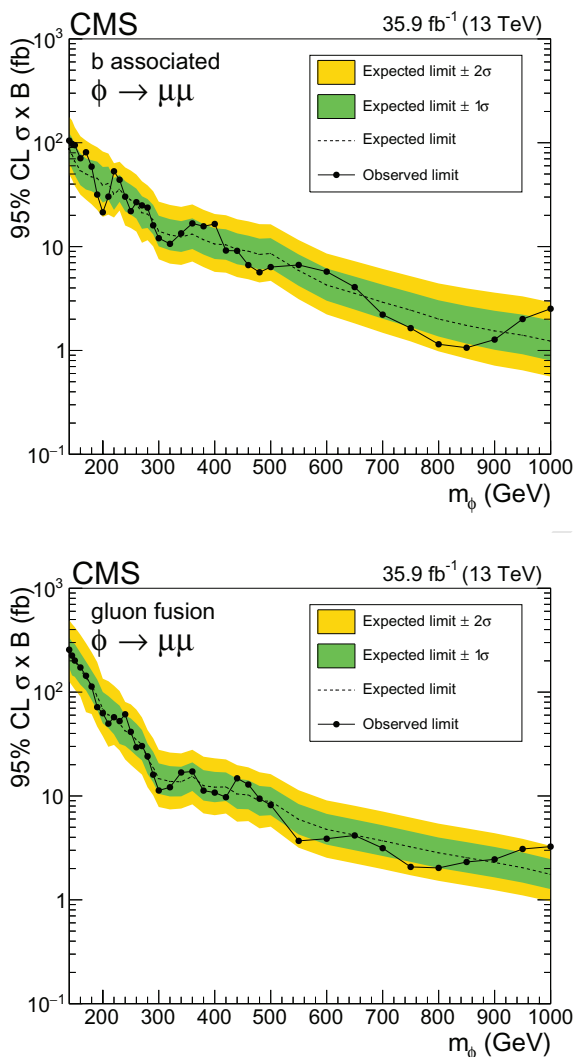 CMS 35.9 fb⁻¹ (13 TeV)
95% CL σ x B (fb)
10³
10²
10
1
10⁻¹
b associated
ϕ → μμ
Expected limit ± 2σ
Expected limit ± 1σ
Expected limit
Observed limit
200 300 400 500 600 700 800 900 1000
m_ϕ (GeV)
CMS 35.9 fb⁻¹ (13 TeV)
95% CL σ x B (fb)
10³
10²
10
1
10⁻¹
gluon fusion
ϕ → μμ
Expected limit ± 2σ
Expected limit ± 1σ
Expected limit
Observed limit
200 300 400 500 600 700 800 900 1000
m_ϕ (GeV)